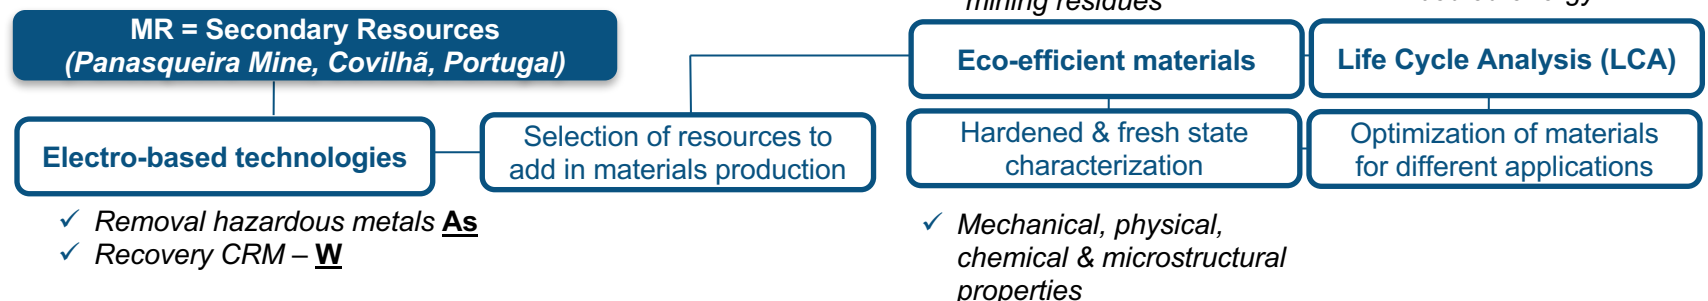 mining residues
MR = Secondary Resources
(Panasqueira Mine, Covilhã, Portugal)
Eco-efficient materials
Life Cycle Analysis (LCA)
Electro-based technologies
Selection of resources to
add in materials production
Hardened & fresh state
characterization
Optimization of materials
for different applications
✓ Removal hazardous metals As
✓ Recovery CRM – W
✓ Mechanical, physical,
chemical & microstructural
properties